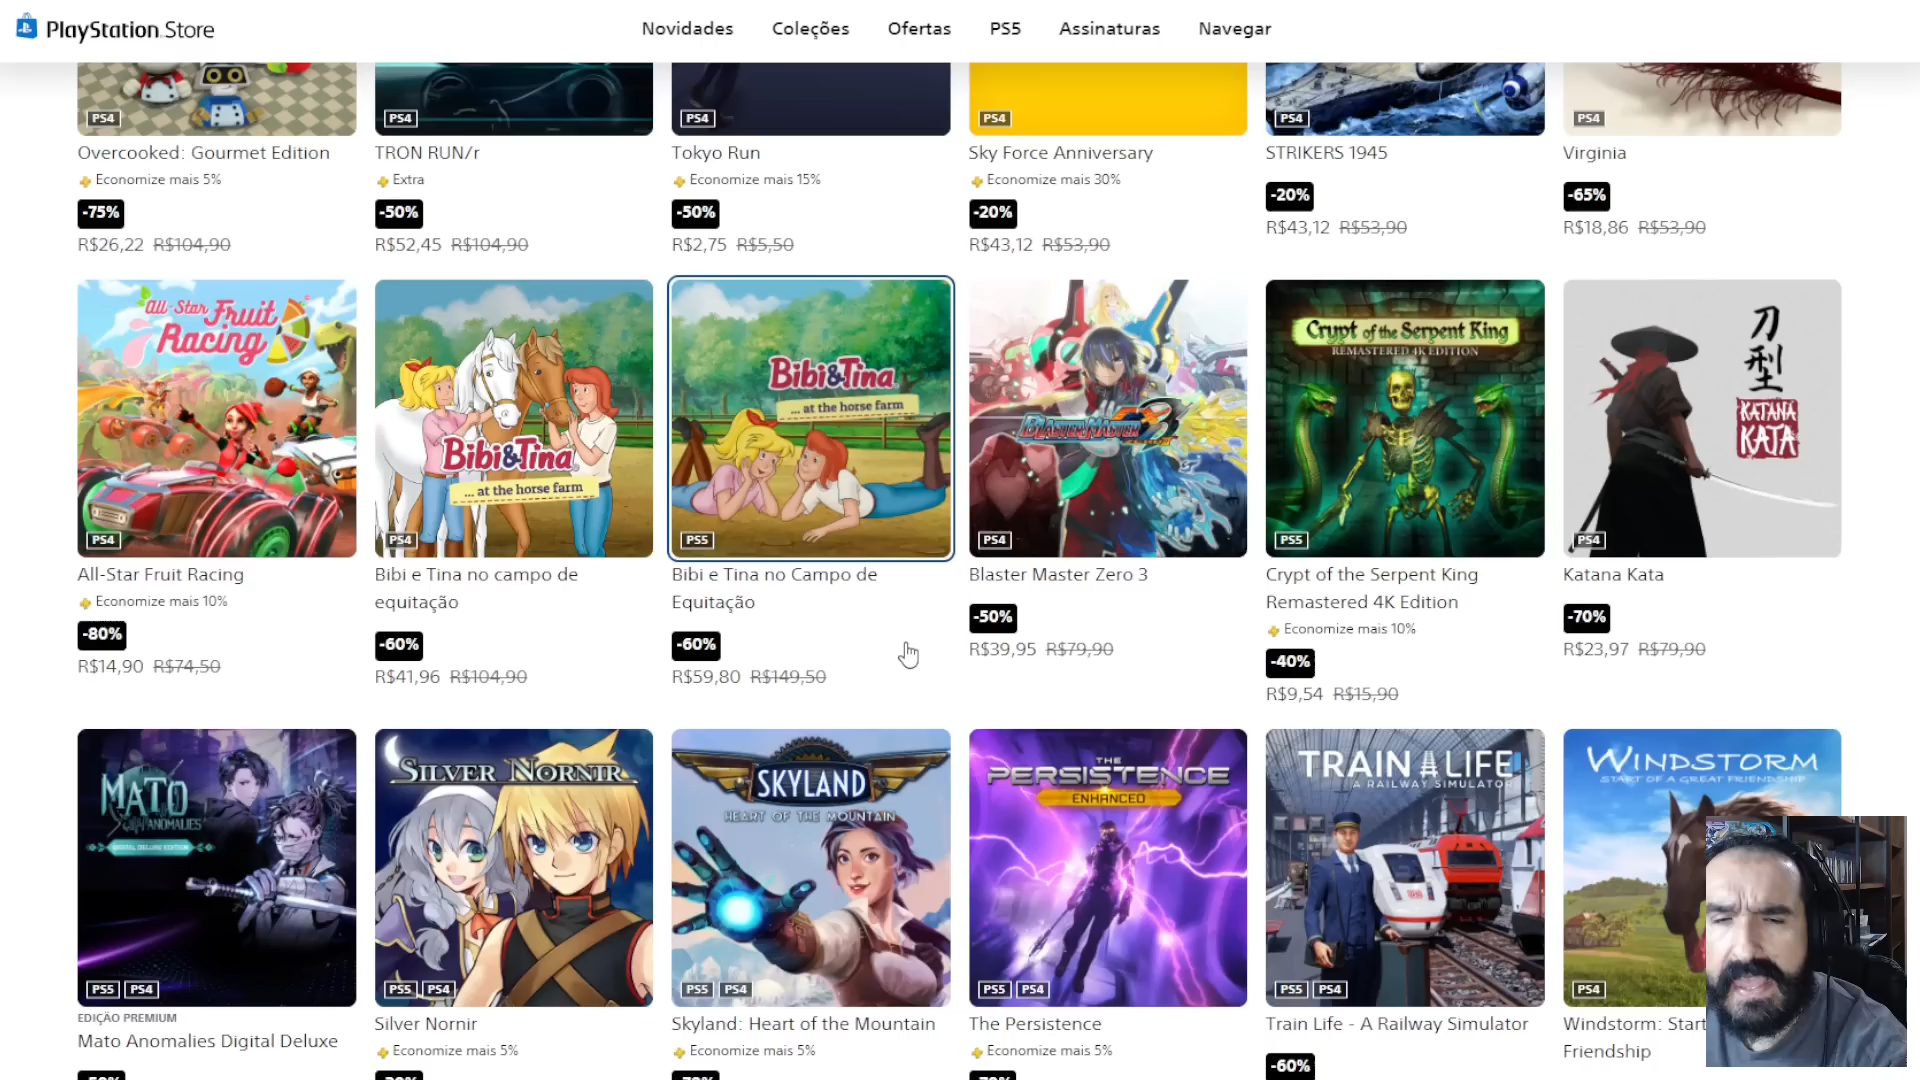 PlayStation Store
Novidades
Coleções
Ofertas
PS5
Assinaturas
Navegar
PS4
Overcooked: Gourmet Edition
Economize mais 5%
-75%
R$26,22 R$104,90
PS4
TRON RUN/r
Extra
-50%
R$52,45 R$104,90
PS4
Tokyo Run
Economize mais 15%
-50%
R$2,75 R$5,50
PS4
Sky Force Anniversary
Economize mais 30%
-20%
R$43,12 R$53,90
PS4
STRIKERS 1945
-20%
R$43,12 R$53,90
PS4
Virginia
-65%
R$18,86 R$53,90
All-Star Fruit
Racing
PS4
All-Star Fruit Racing
Economize mais 10%
-80%
R$14,90 R$74,50
Bibi&Tina
... at the horse farm
PS4
Bibi e Tina no campo de
equitação
-60%
R$41,96 R$104,90
Bibi&Tina
... at the horse farm
PS5
Bibi e Tina no Campo de
Equitação
-60%
R$59,80 R$149,50
BLASTER MASTER
ZERO 3
PS4
Blaster Master Zero 3
-50%
R$39,95 R$79,90
Crypt of the Serpent King
REMASTERED 4K EDITION
PS5
Crypt of the Serpent King
Remastered 4K Edition
Economize mais 10%
-40%
R$9,54 R$15,90
刀
型
KATANA
KATA
PS4
Katana Kata
-70%
R$23,97 R$79,90
MATO
ANOMALIES
DIGITAL DELUXE EDITION
PS5 PS4
EDIÇÃO PREMIUM
Mato Anomalies Digital Deluxe
SILVER NORNIR
PS5 PS4
Silver Nornir
Economize mais 5%
SKYLAND
HEART OF THE MOUNTAIN
PS5 PS4
Skyland: Heart of the Mountain
Economize mais 5%
THE
PERSISTENCE
ENHANCED
PS5 PS4
The Persistence
Economize mais 5%
TRAIN LIFE
A RAILWAY SIMULATOR
PS5 PS4
Train Life - A Railway Simulator
-60%
WINDSTORM
START OF A GREAT FRIENDSHIP
PS4
Windstorm: Start
Friendship